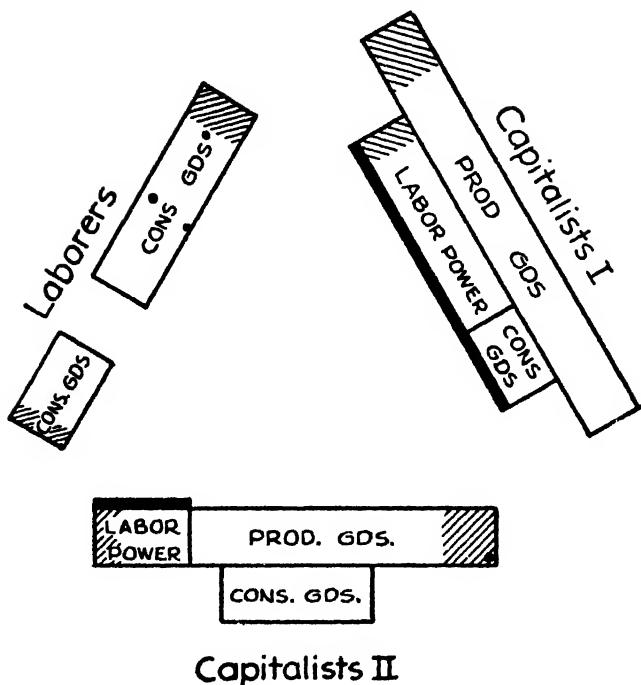 Laborers
CONS GDS
CONS. GDS
Capitalists I
PROD GDS
LABOR POWER
CONS
GDS
LABOR
POWER
PROD. GDS.
CONS. GDS.
Capitalists II